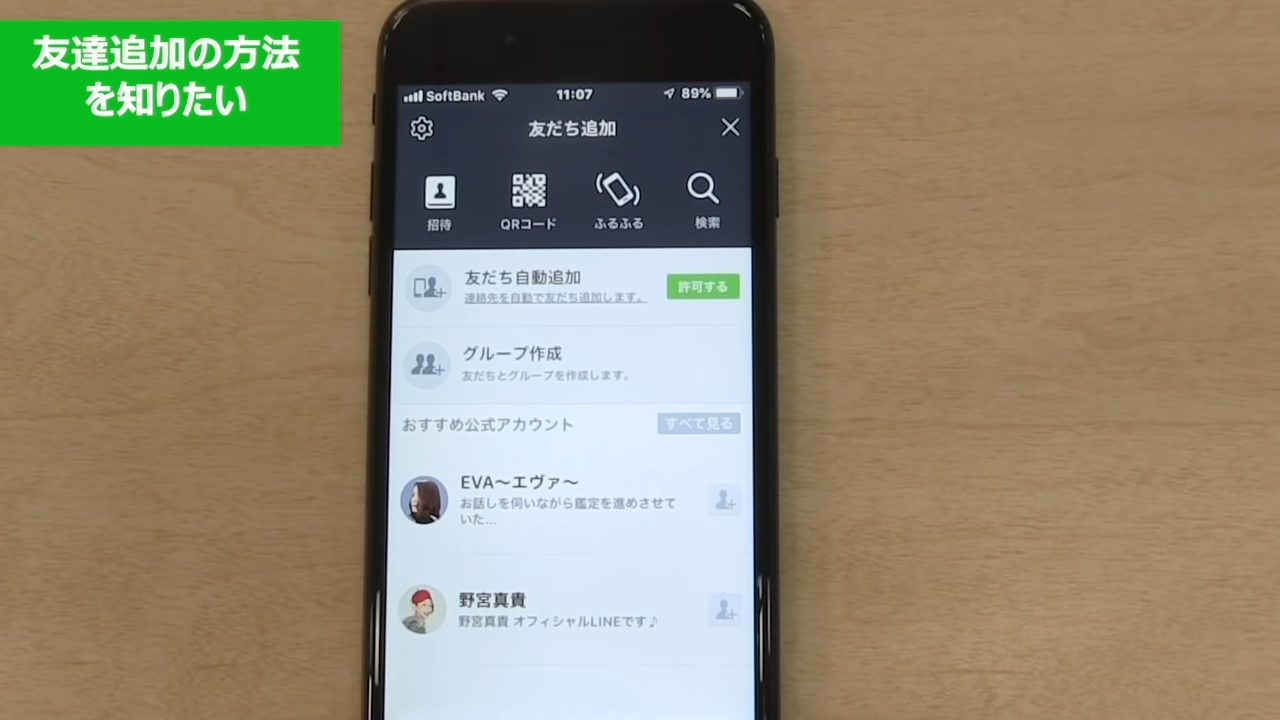 友達追加の方法
を知りたい
SoftBank 11:07 89%
友だち追加
招待 QRコード ふるふる 検索
友だち自動追加
連絡先を自動で友だち追加します。
許可する
グループ作成
友だちとグループを作成します。
おすすめ公式アカウント すべて見る
EVA〜エヴァ〜
お話しを伺いながら鑑定を進めさせて
いた...
野宮真貴
野宮真貴 オフィシャルLINEです♪